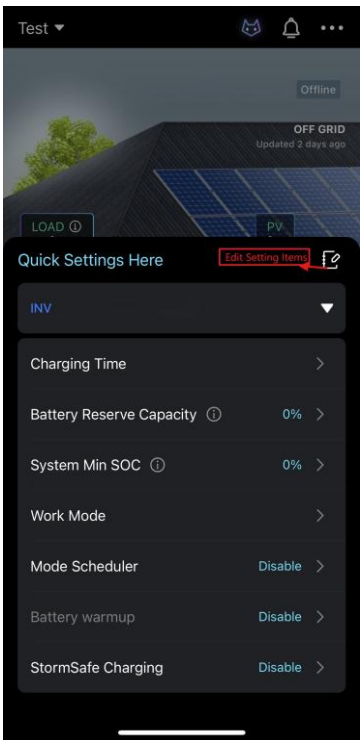 Test
Offline
OFF GRID
Updated 2 days ago
LOAD
PV
Quick Settings Here
Edit Setting Items
INV
Charging Time
Battery Reserve Capacity 0%
System Min SOC 0%
Work Mode
Mode Scheduler Disable
Battery warmup Disable
StormSafe Charging Disable